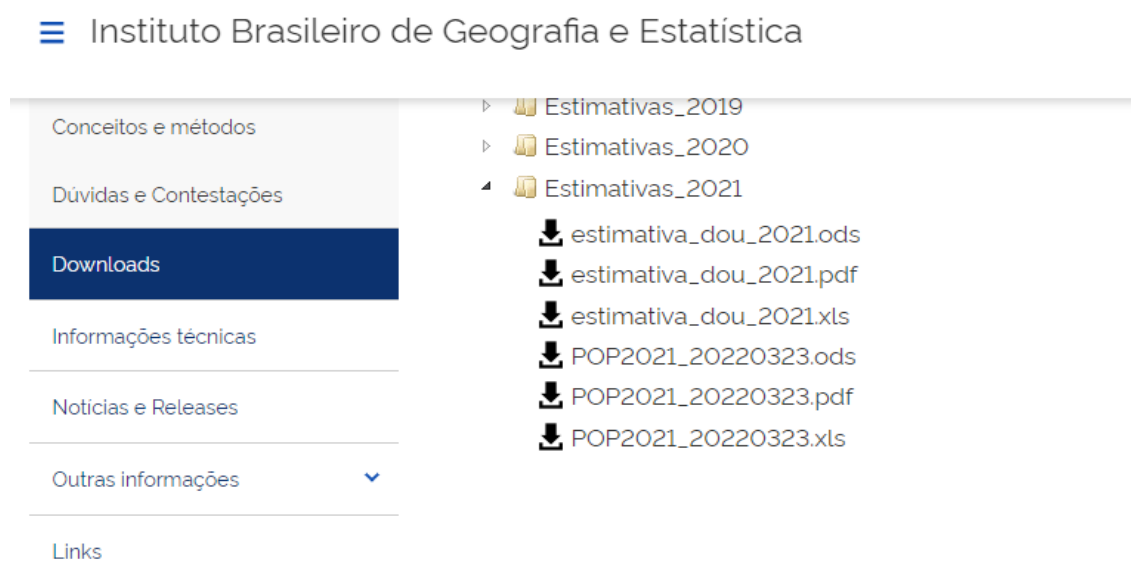 Instituto Brasileiro de Geografia e Estatística
Conceitos e métodos
Dúvidas e Contestações
Downloads
Informações técnicas
Notícias e Releases
Outras informações
Links
Estimativas_2019
Estimativas_2020
Estimativas_2021
estimativa_dou_2021.ods
estimativa_dou_2021.pdf
estimativa_dou_2021.xls
POP2021_20220323.ods
POP2021_20220323.pdf
POP2021_20220323.xls